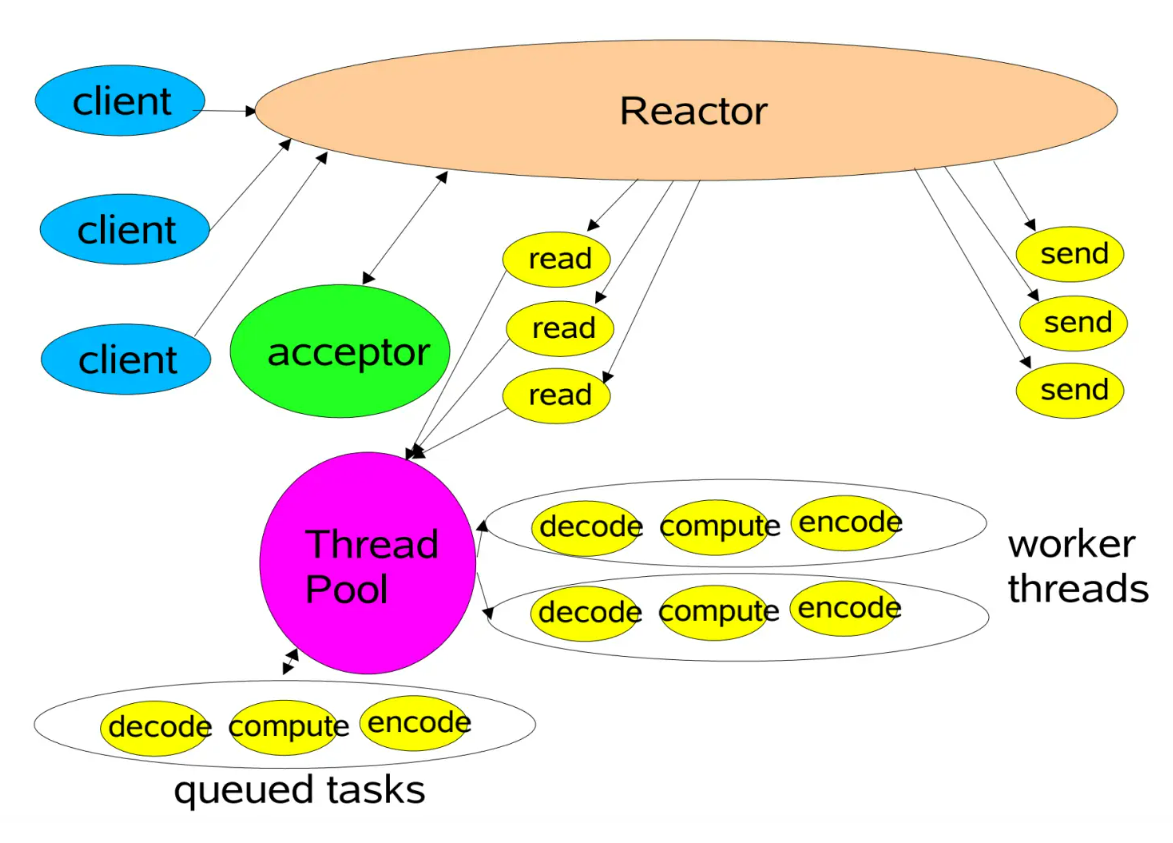 client
Reactor
client
client
acceptor
read
read
read
send
send
send
Thread
Pool
decode compute encode
decode compute encode
worker
threads
decode compute encode
queued tasks